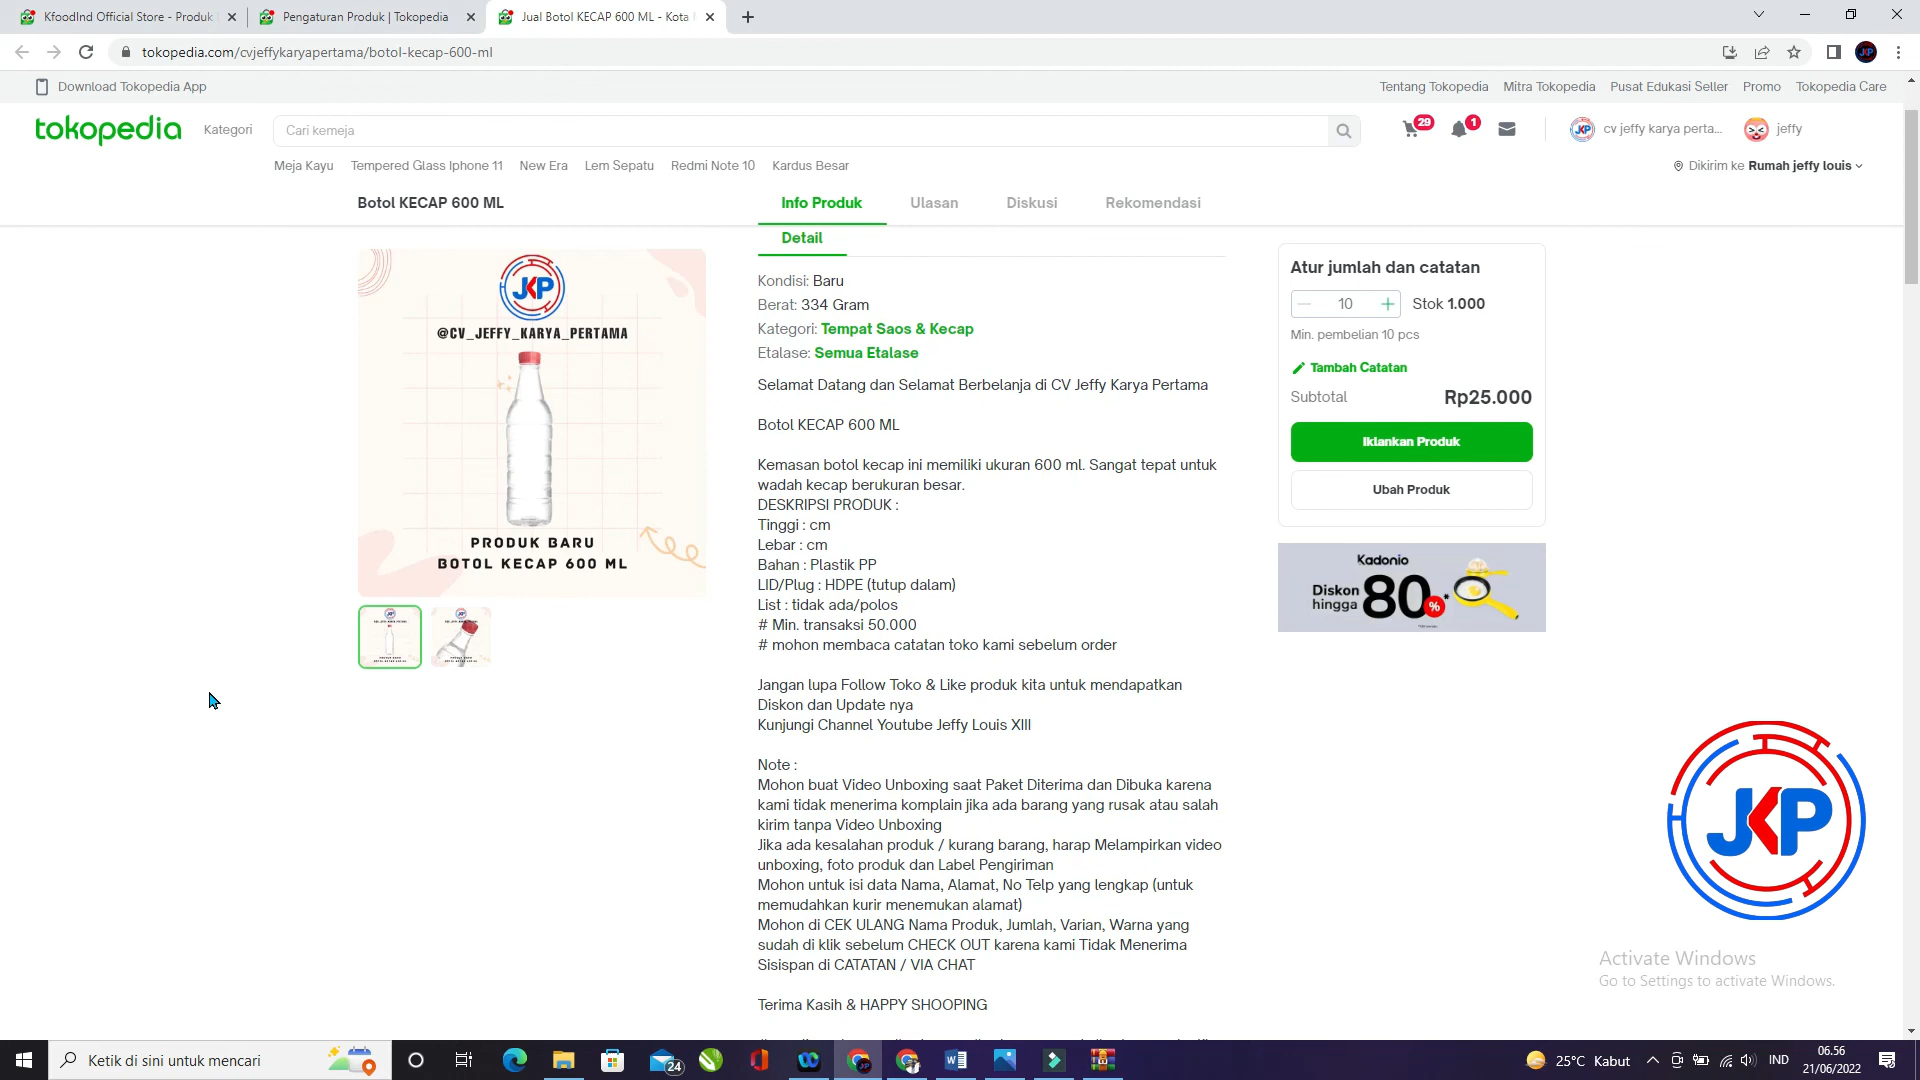 KfoodInd Official Store - Produk
Pengaturan Produk | Tokopedia
Jual Botol KECAP 600 ML - Kota
tokopedia.com/cvjeffykaryapertama/botol-kecap-600-ml
Download Tokopedia App
Tentang Tokopedia
Mitra Tokopedia
Pusat Edukasi Seller
Promo
Tokopedia Care
tokopedia
Kategori
Cari kemeja
29
1
JKP
cv jeffy karya perta...
jeffy
Meja Kayu
Tempered Glass Iphone 11
New Era
Lem Sepatu
Redmi Note 10
Kardus Besar
Dikirim ke Rumah jeffy louis
Botol KECAP 600 ML
Info Produk
Ulasan
Diskusi
Rekomendasi
Detail
JKP
@CV_JEFFY_KARYA_PERTAMA
PRODUK BARU
BOTOL KECAP 600 ML
Kondisi: Baru
Berat: 334 Gram
Kategori: Tempat Saos & Kecap
Etalase: Semua Etalase
Selamat Datang dan Selamat Berbelanja di CV Jeffy Karya Pertama
Botol KECAP 600 ML
Kemasan botol kecap ini memiliki ukuran 600 ml. Sangat tepat untuk
wadah kecap berukuran besar.
DESKRIPSI PRODUK :
Tinggi : cm
Lebar : cm
Bahan : Plastik PP
LID/Plug : HDPE (tutup dalam)
List : tidak ada/polos
# Min. transaksi 50.000
# mohon membaca catatan toko kami sebelum order
Jangan lupa Follow Toko & Like produk kita untuk mendapatkan
Diskon dan Update nya
Kunjungi Channel Youtube Jeffy Louis XIII
Note :
Mohon buat Video Unboxing saat Paket Diterima dan Dibuka karena
kami tidak menerima komplain jika ada barang yang rusak atau salah
kirim tanpa Video Unboxing
Jika ada kesalahan produk / kurang barang, harap Melampirkan video
unboxing, foto produk dan Label Pengiriman
Mohon untuk isi data Nama, Alamat, No Telp yang lengkap (untuk
memudahkan kurir menemukan alamat)
Mohon di CEK ULANG Nama Produk, Jumlah, Varian, Warna yang
sudah di klik sebelum CHECK OUT karena kami Tidak Menerima
Sisispan di CATATAN / VIA CHAT
Terima Kasih & HAPPY SHOOPING
Atur jumlah dan catatan
10
Stok 1.000
Min. pembelian 10 pcs
Tambah Catatan
Subtotal
Rp25.000
Iklankan Produk
Ubah Produk
Kadonio
Diskon
hingga
80%*
JKP
Activate Windows
Go to Settings to activate Windows.
Ketik di sini untuk mencari
24
25°C Kabut
IND
06.56
21/06/2022